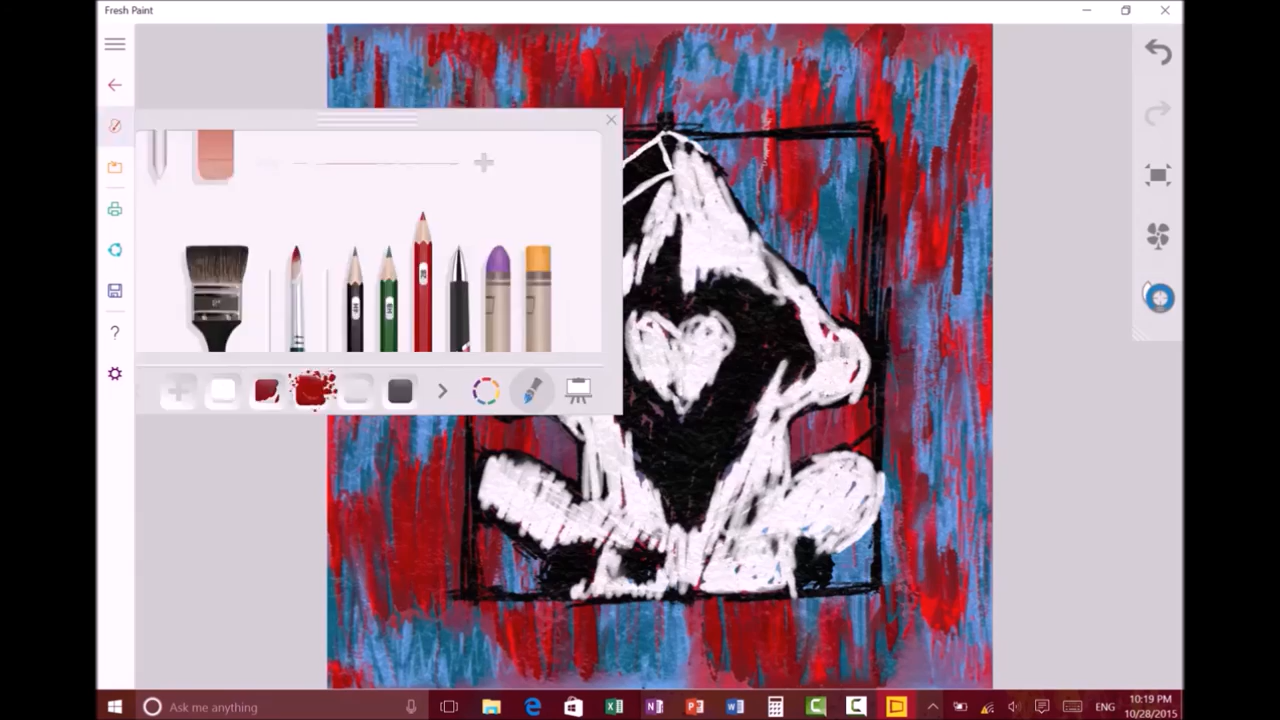 Fresh Paint
?
Ask me anything
ENG
10:19 PM
10/28/2015